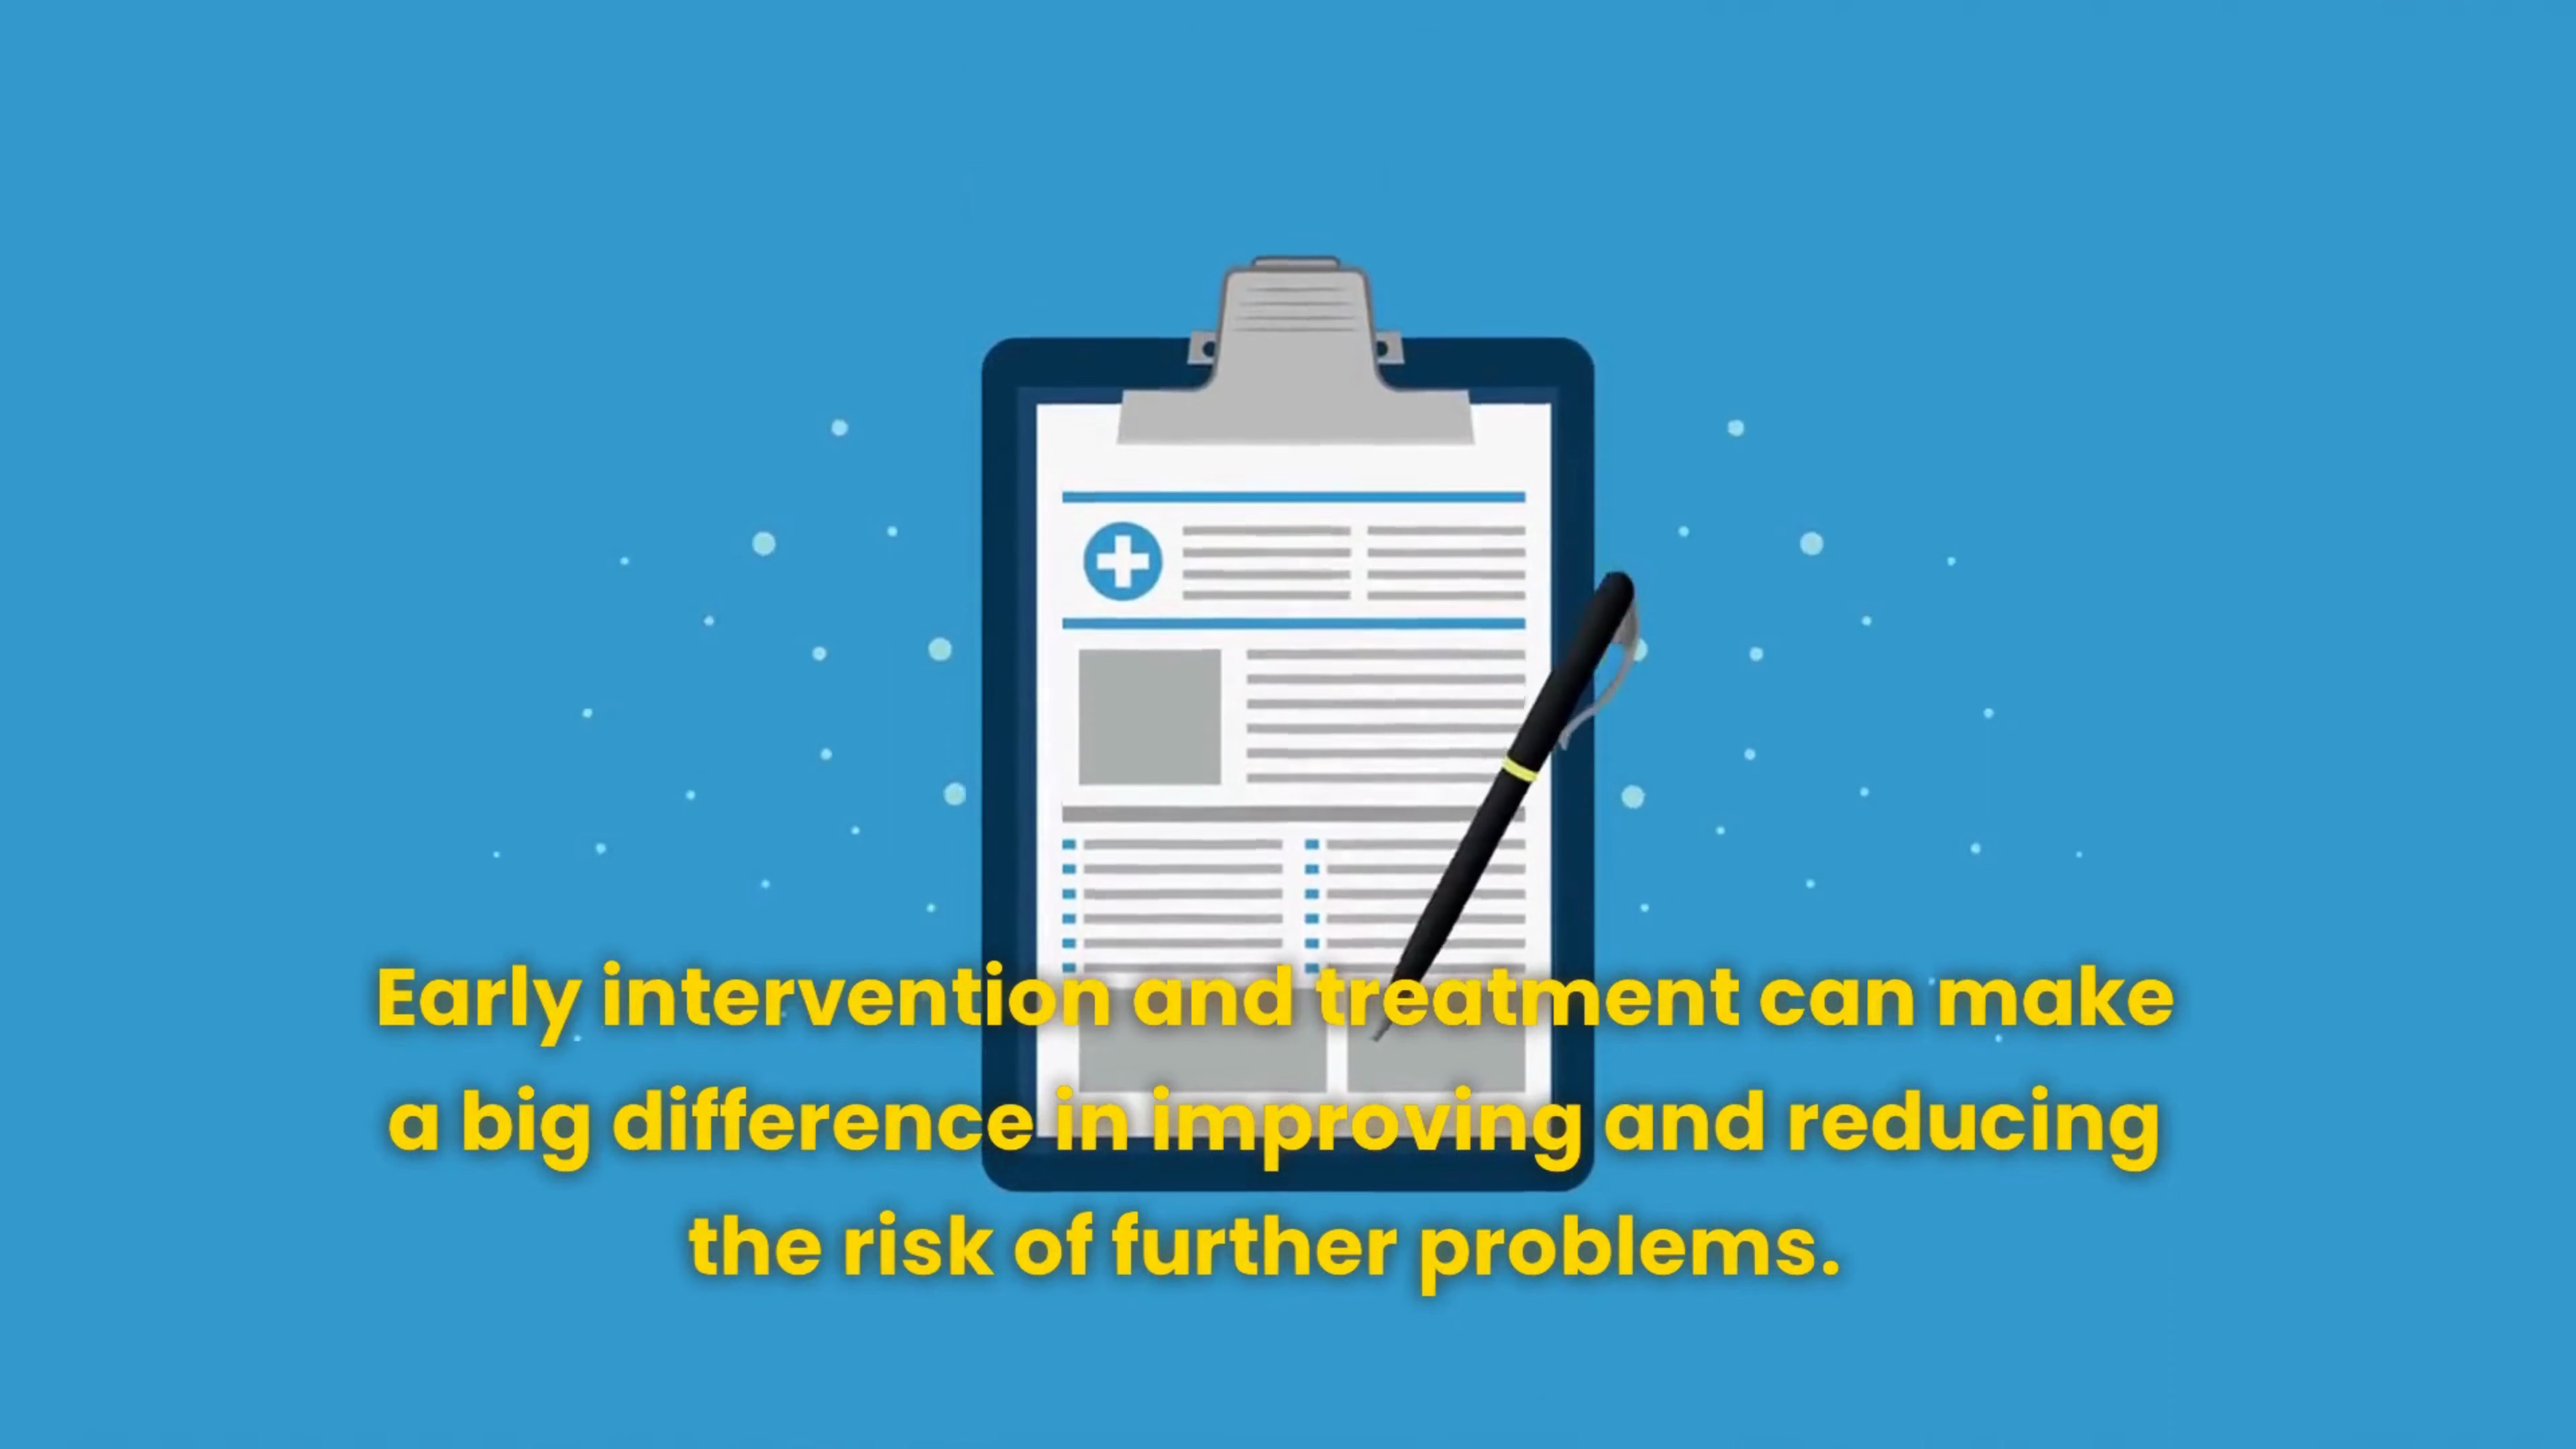 Early intervention and treatment can make
a big difference in improving and reducing
the risk of further problems.